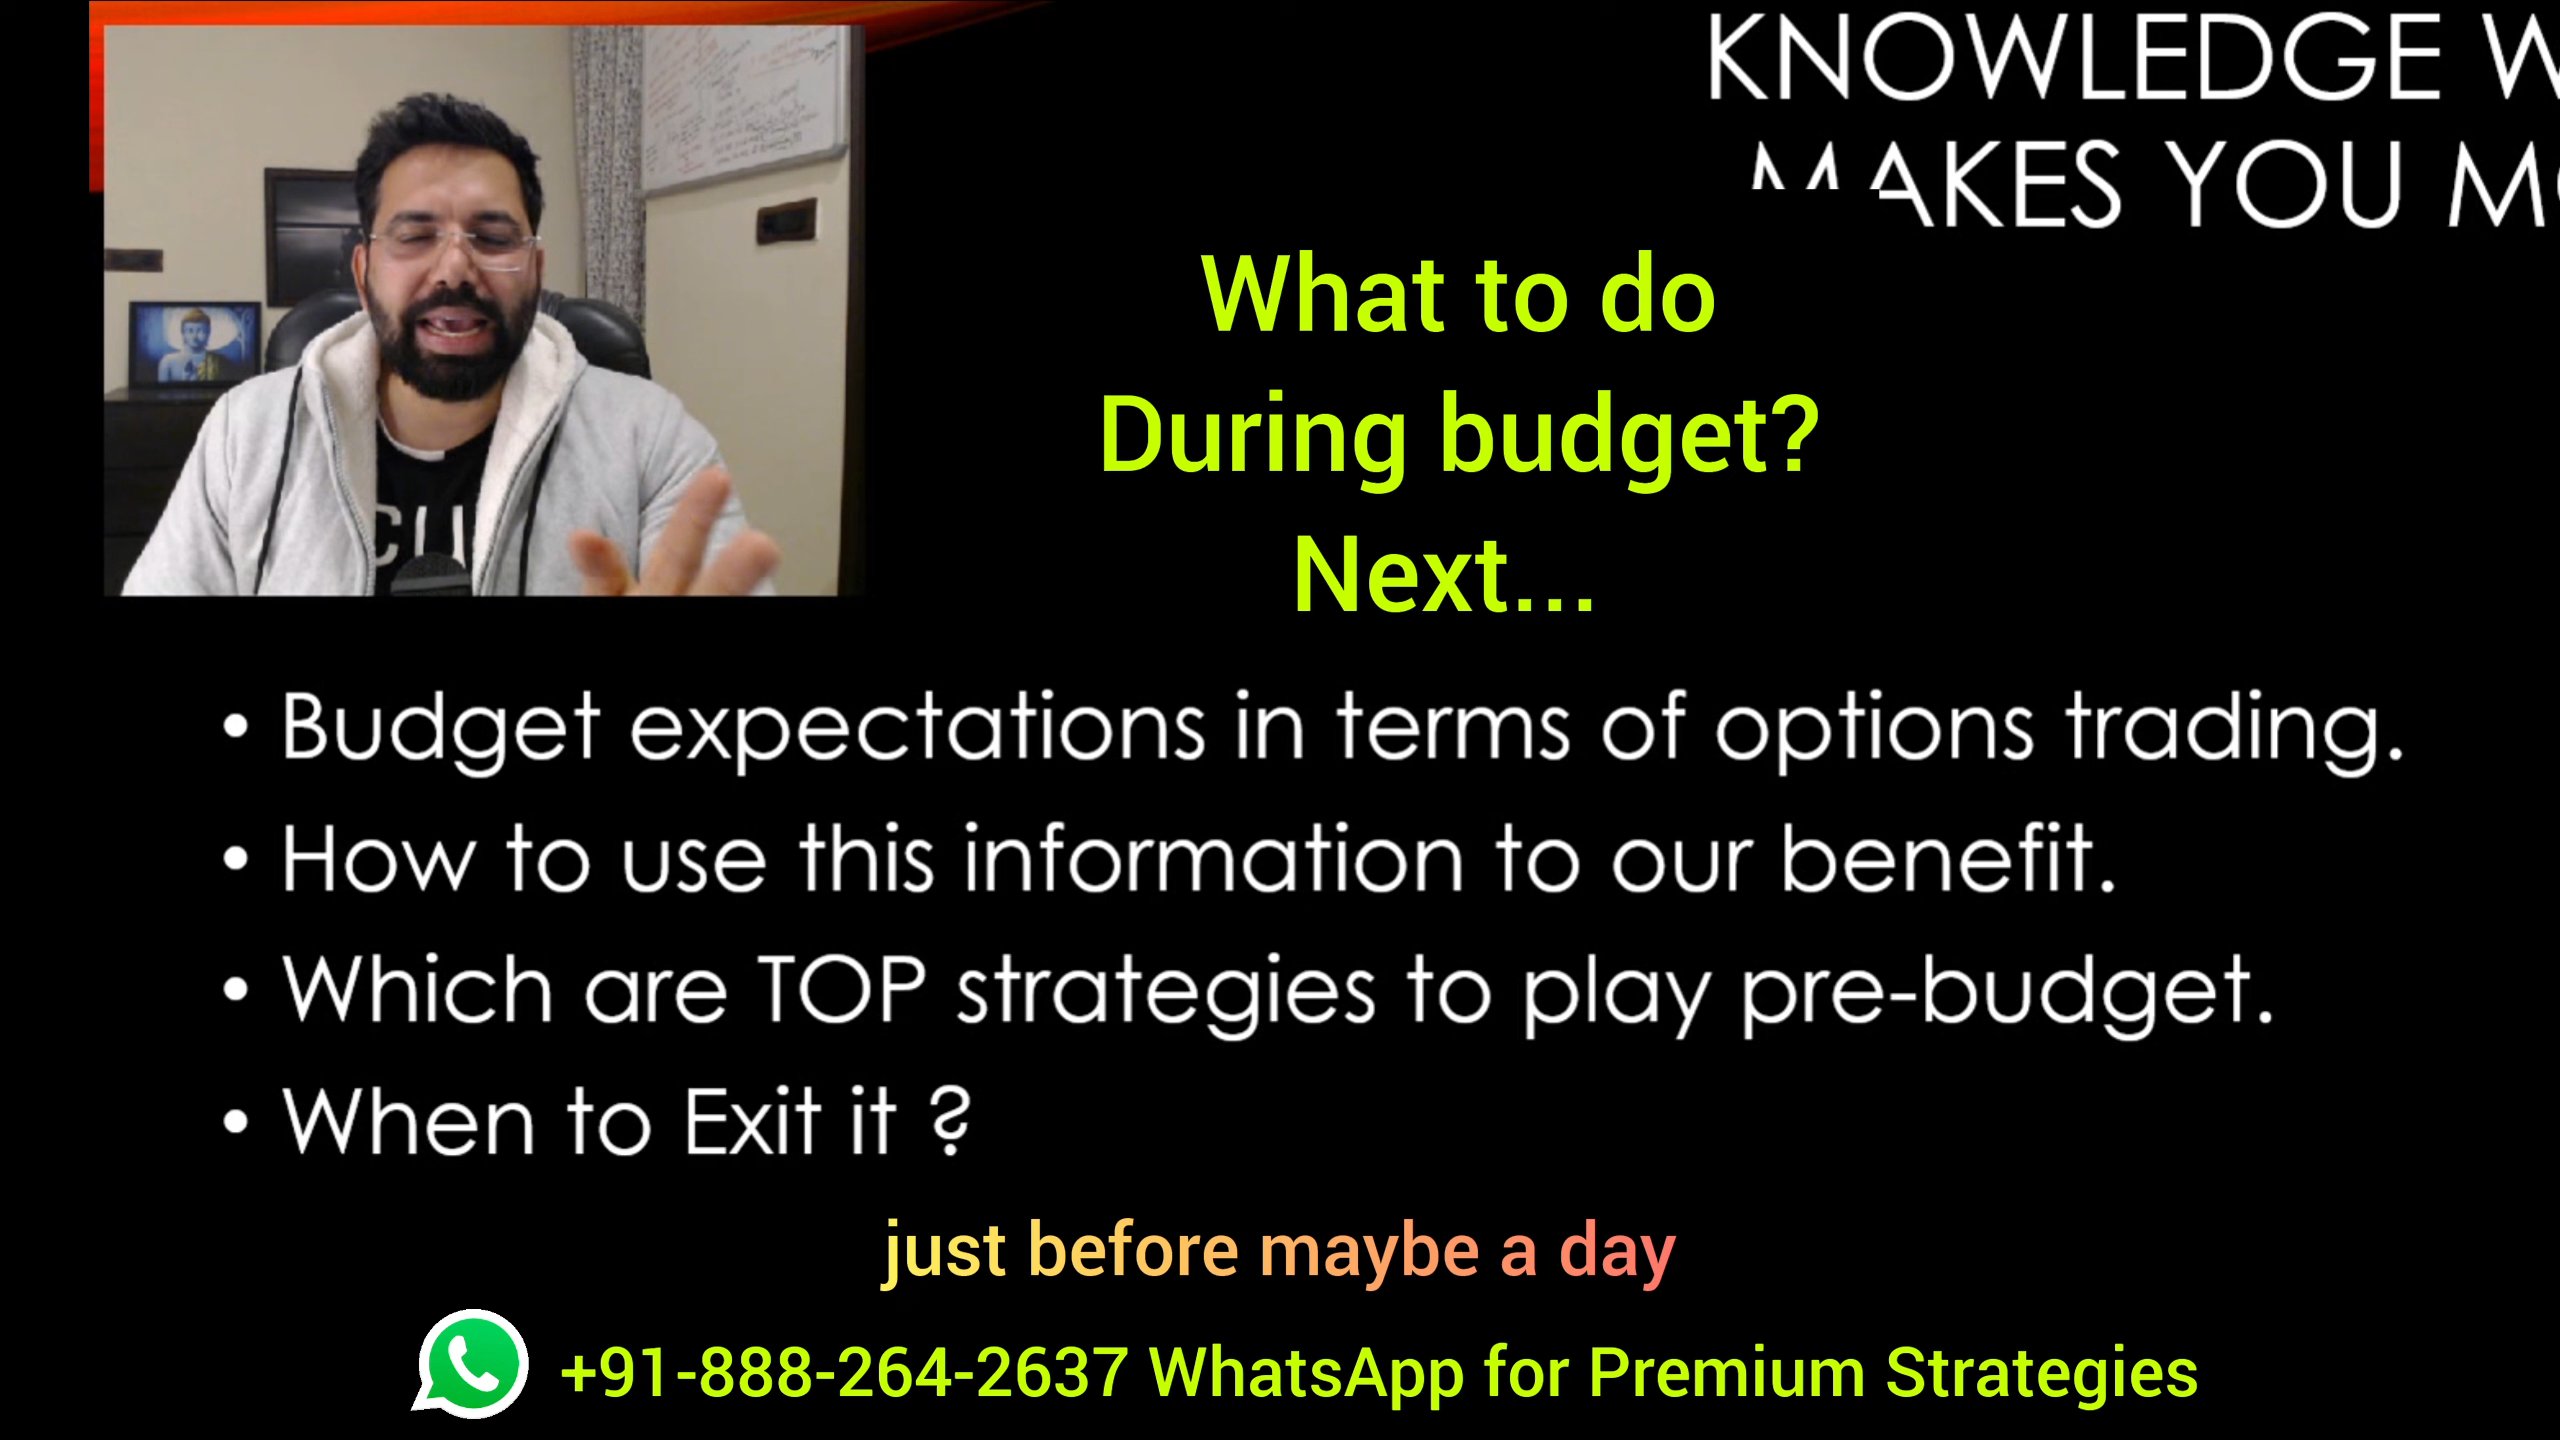 KNOWLEDGE
MAKES YOU
What to do
During budget?
Next...
• Budget expectations in terms of options trading.
• How to use this information to our benefit.
• Which are TOP strategies to play pre-budget.
• When to Exit it ?
just before maybe a day
+91-888-264-2637 WhatsApp for Premium Strategies